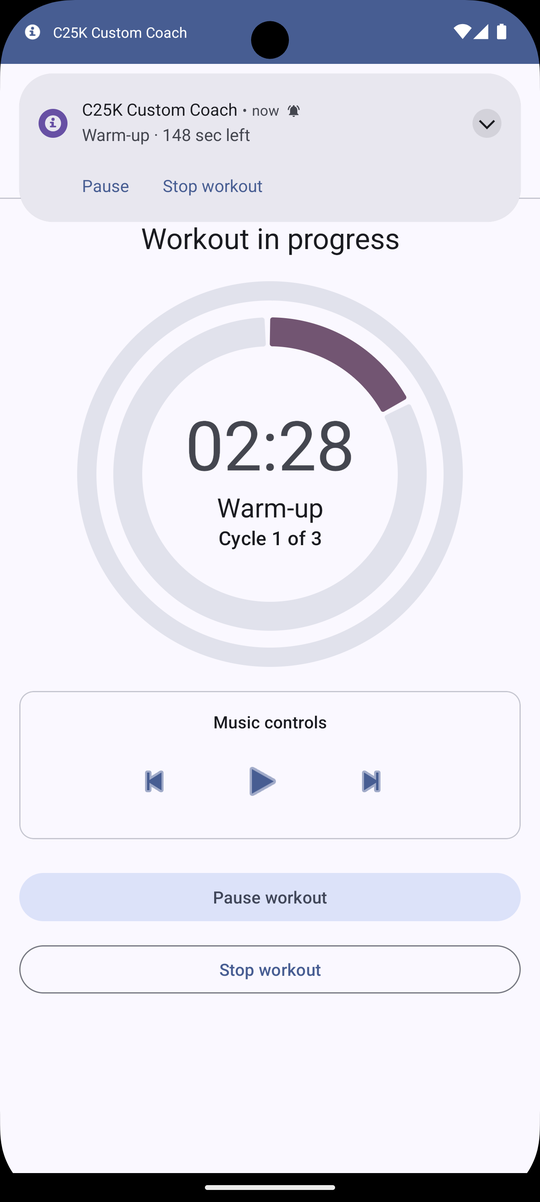 C25K Custom Coach
C25K Custom Coach • now
Warm-up · 148 sec left
Pause Stop workout
Workout in progress
02:28
Warm-up
Cycle 1 of 3
Music controls
Pause workout
Stop workout